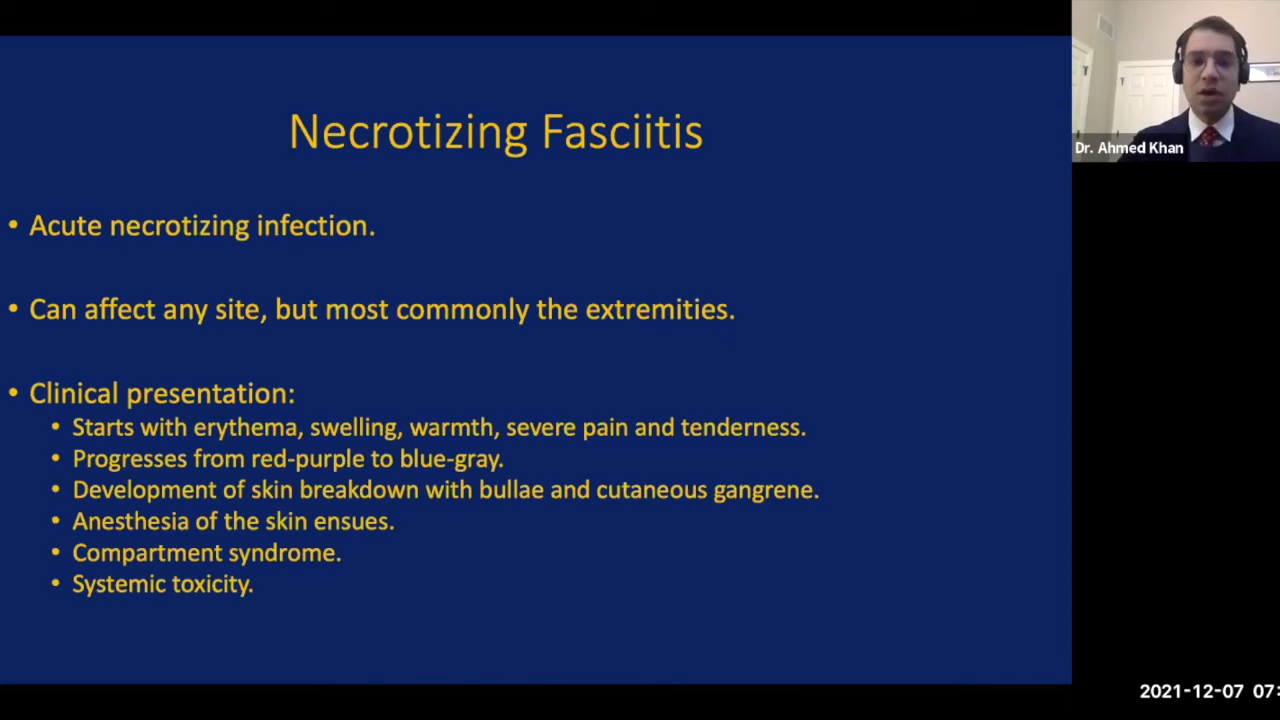 Necrotizing Fasciitis
• Acute necrotizing infection.
• Can affect any site, but most commonly the extremities.
• Clinical presentation:
• Starts with erythema, swelling, warmth, severe pain and tenderness.
• Progresses from red-purple to blue-gray.
• Development of skin breakdown with bullae and cutaneous gangrene.
• Anesthesia of the skin ensues.
• Compartment syndrome.
• Systemic toxicity.
Dr. Ahmed Khan
2021-12-07 07: